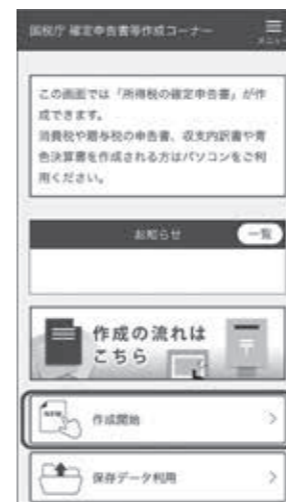 国税庁 確定申告書等作成コーナー
メニュー
この画面では「所得税の確定申告書」が作
成できます。
消費税や贈与税の申告書、収支内訳書や青
色決算書を作成される方はパソコンをご利
用ください。
お知らせ
一覧
作成の流れは
こちら
NEW
作成開始
保存データ利用